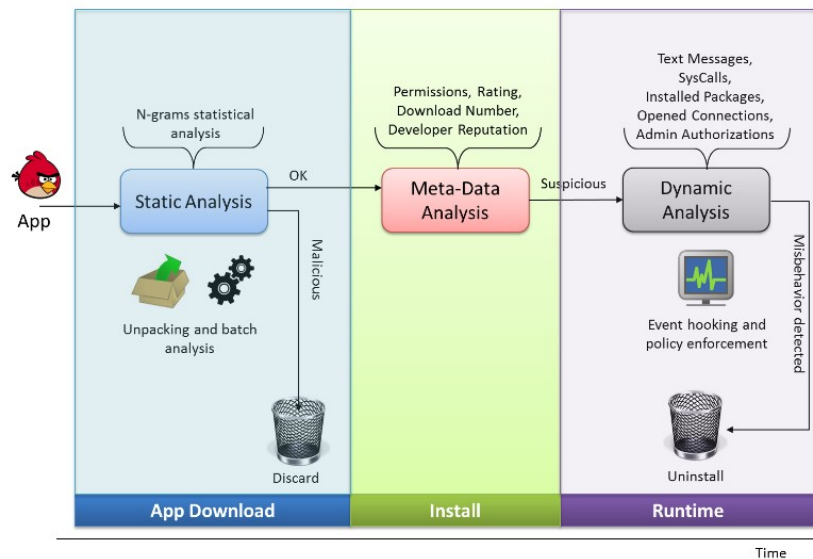 N-grams statistical
analysis
Permissions, Rating,
Download Number,
Developer Reputation
Text Messages,
SysCalls,
Installed Packages,
Opened Connections,
Admin Authorizations
App
Static Analysis
OK
Meta-Data
Analysis
Suspicious
Dynamic
Analysis
Malicious
Misbehavior detected
Unpacking and batch
analysis
Event hooking and
policy enforcement
Discard
Uninstall
App Download
Install
Runtime
Time